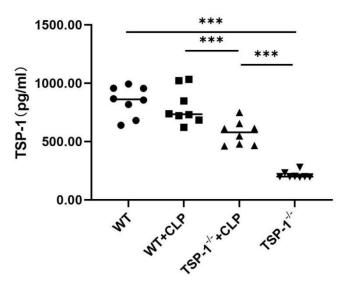 ***
***
***
1500.00
1000.00
500.00
0.00
TSP-1(pg/ml)
WT
WT+CLP
TSP-1-/-+CLP
TSP-1-/-